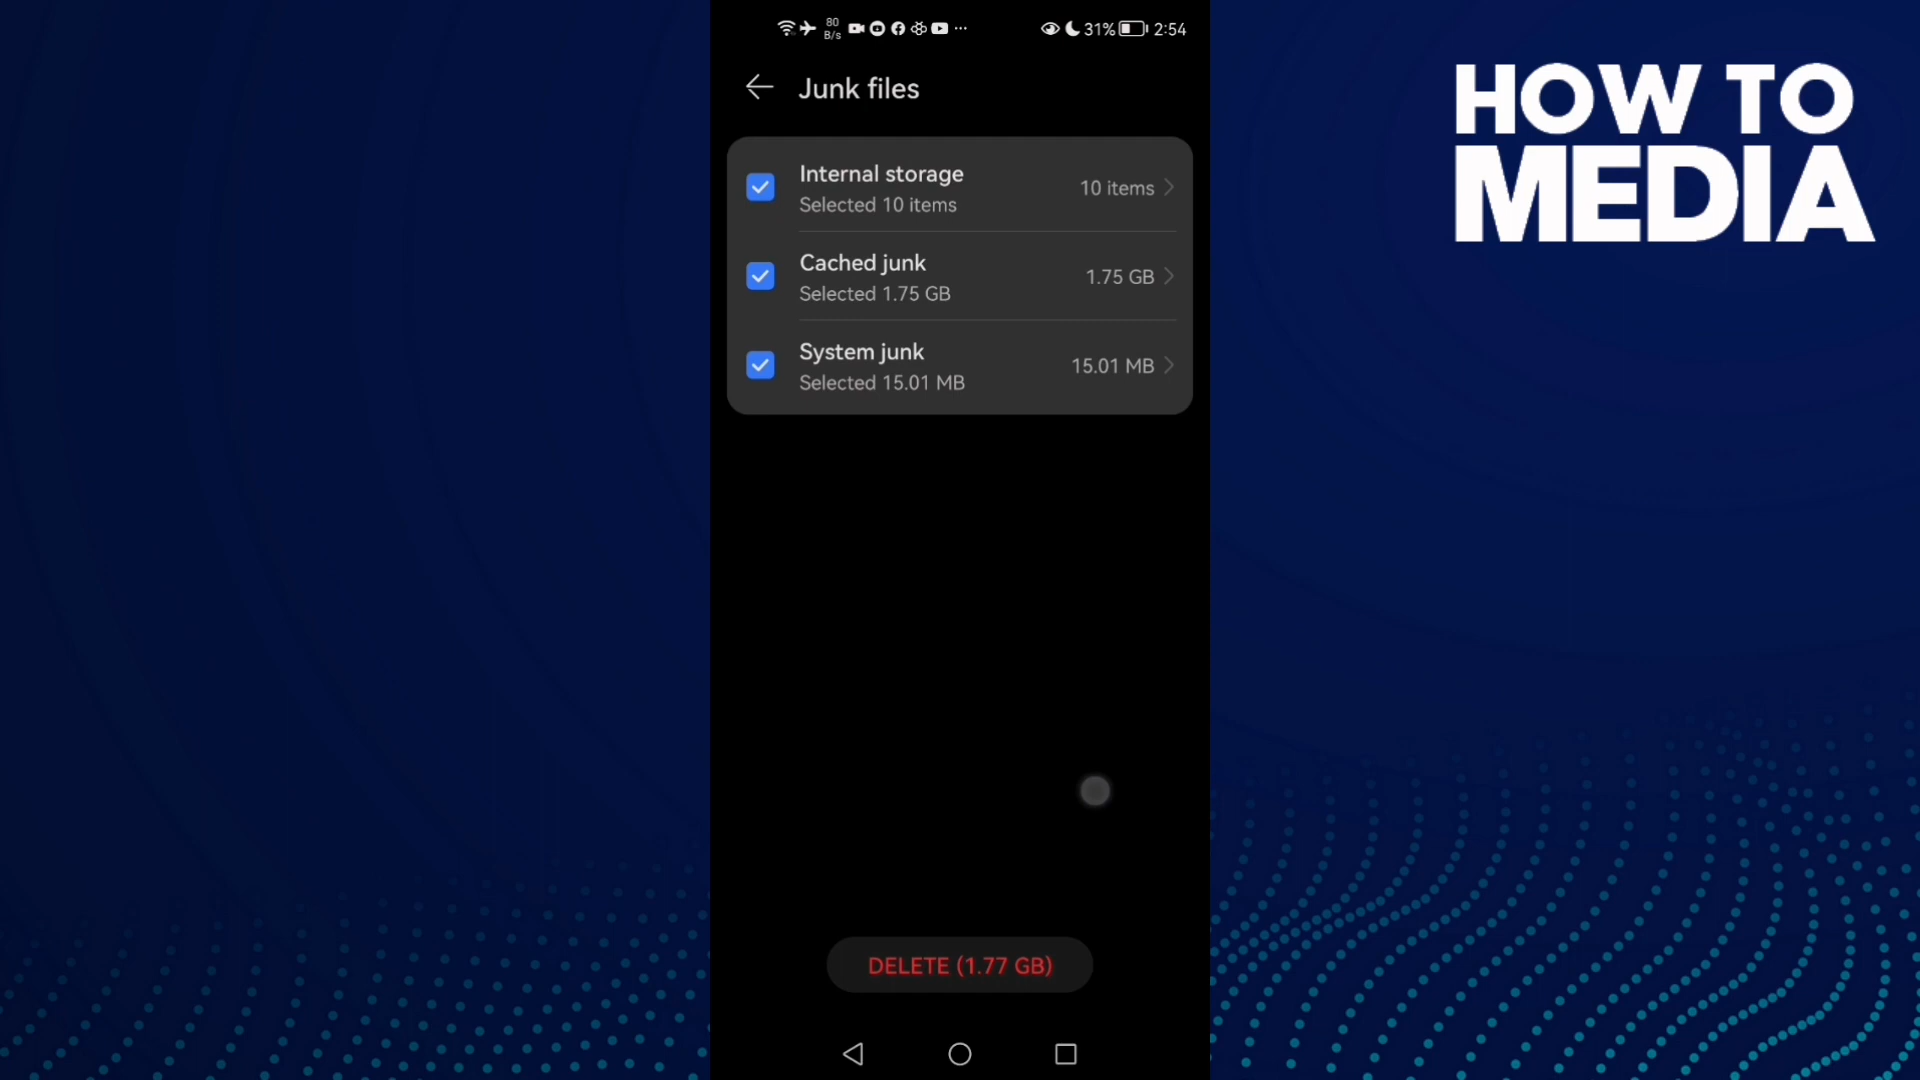 80
B/s
31%
2:54
Junk files
Internal storage
Selected 10 items
10 items
Cached junk
Selected 1.75 GB
1.75 GB
System junk
Selected 15.01 MB
15.01 MB
DELETE (1.77 GB)
HOW TO
MEDIA